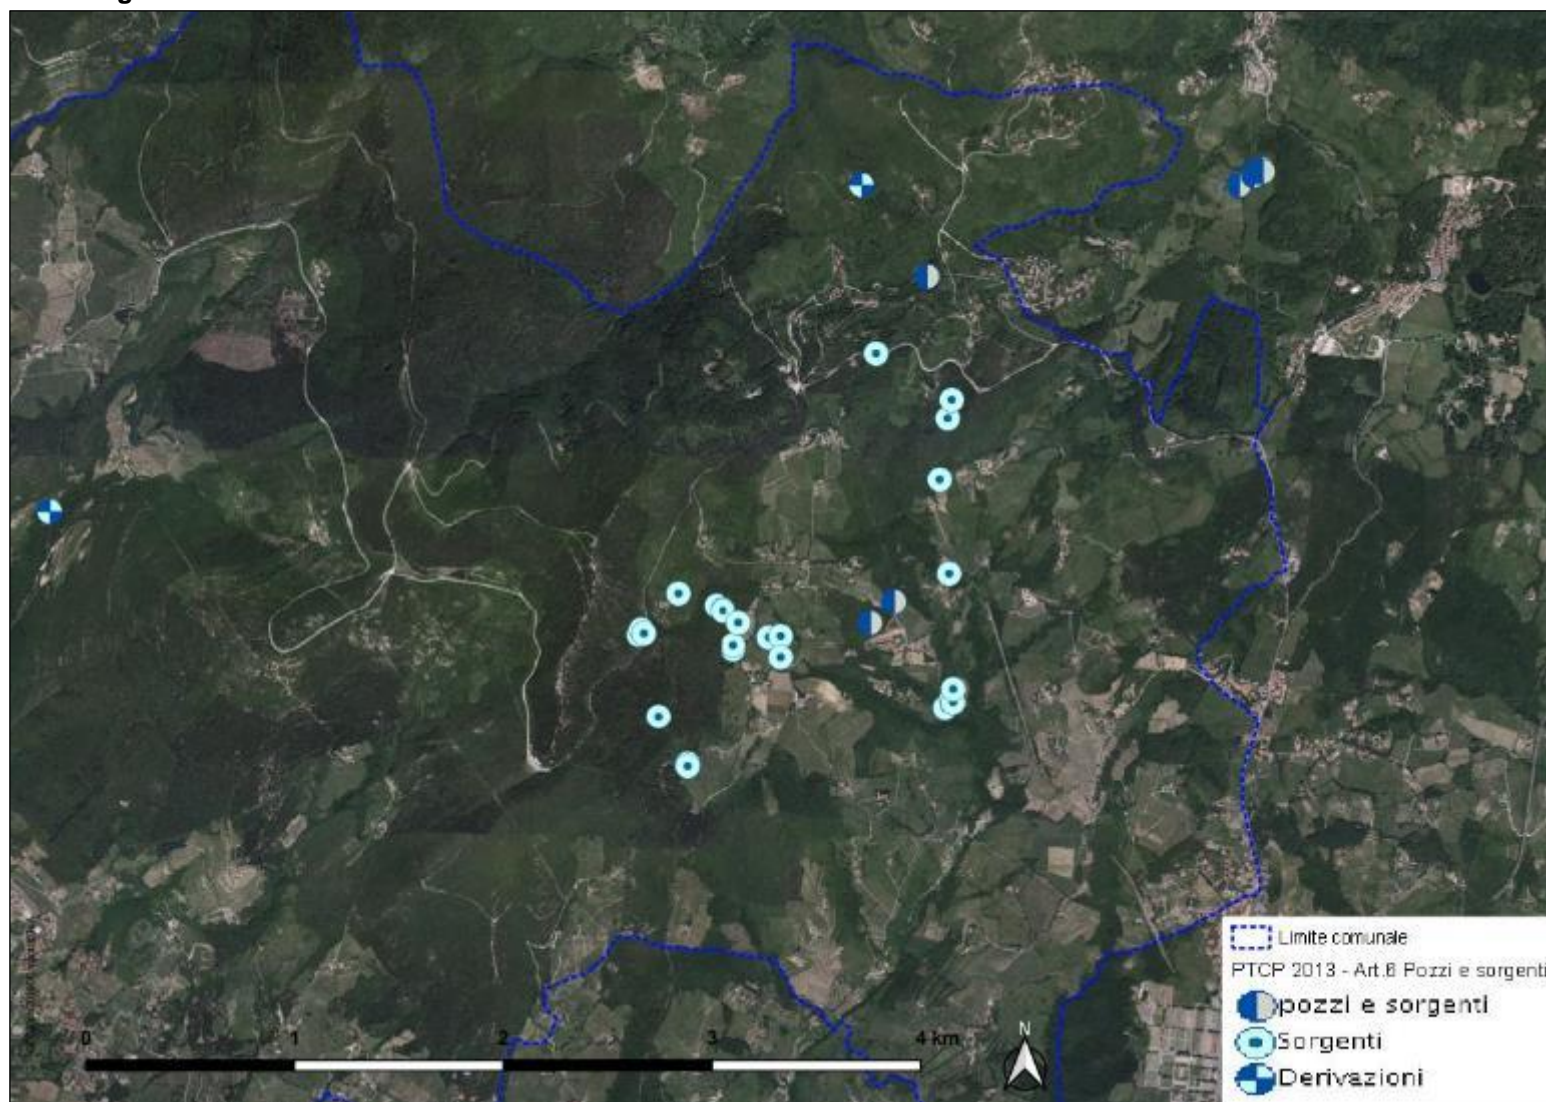 0 1 2 3 4 km
N
Limite comunale
PTCP 2013 - Art.6 Pozzi e sorgenti
pozzi e sorgenti
Sorgenti
Derivazioni